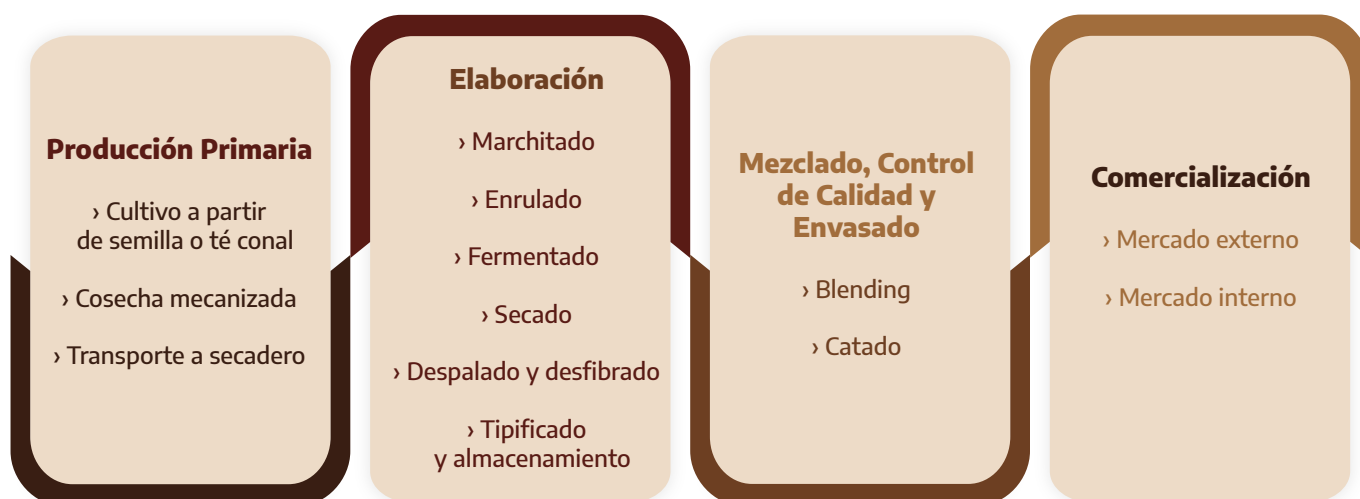 Producción Primaria
› Cultivo a partir
de semilla o té conal
› Cosecha mecanizada
› Transporte a secadero
Elaboración
› Marchitado
› Enrulado
› Fermentado
› Secado
› Despalado y desfibrado
› Tipificado
y almacenamiento
Mezclado, Control
de Calidad y
Envasado
› Blending
› Catado
Comercialización
› Mercado externo
› Mercado interno